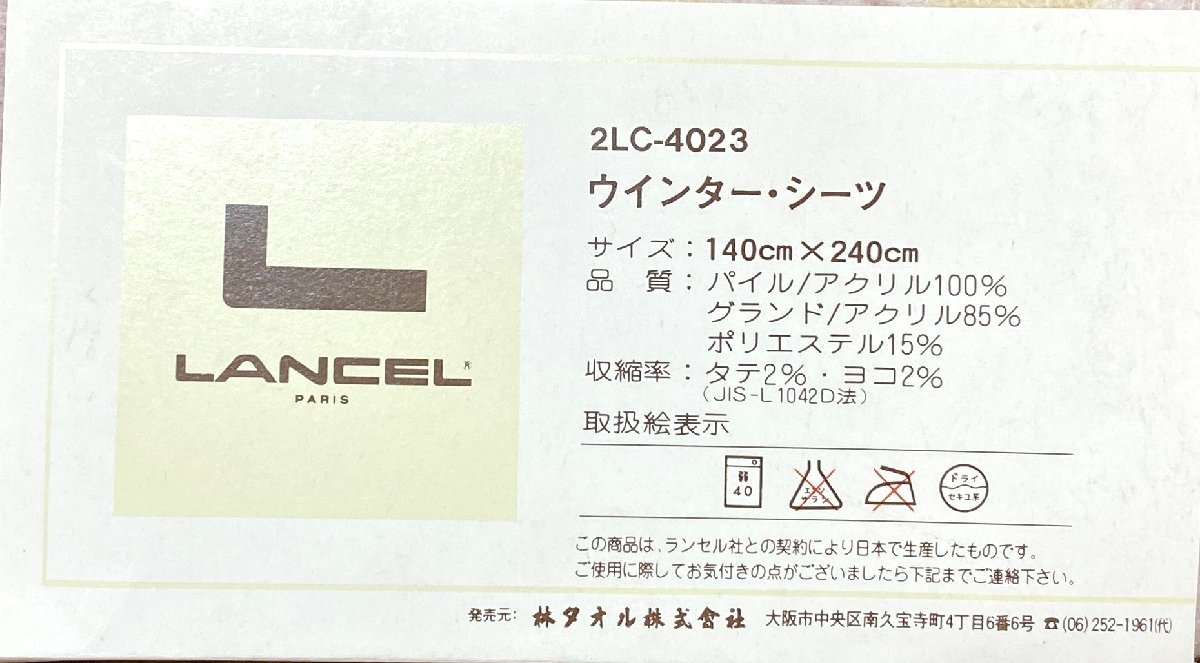 LANCEL®
PARIS
2LC-4023
ウインター・シーツ
サイズ：140cm×240cm
品　質：パイル/アクリル100%
グランド/アクリル85%
ポリエステル15%
収縮率：タテ2%・ヨコ2%
（JIS-L1042D法）
取扱絵表示
40
エンソ
サラシ
ドライ
セキユ系
この商品は、ランセル社との契約により日本で生産したものです。
ご使用に際してお気付きの点がございましたら下記までご連絡下さい。
発売元：林タオル株式會社　大阪市中央区南久宝寺町4丁目6番6号 ☎(06)252-1961(代)